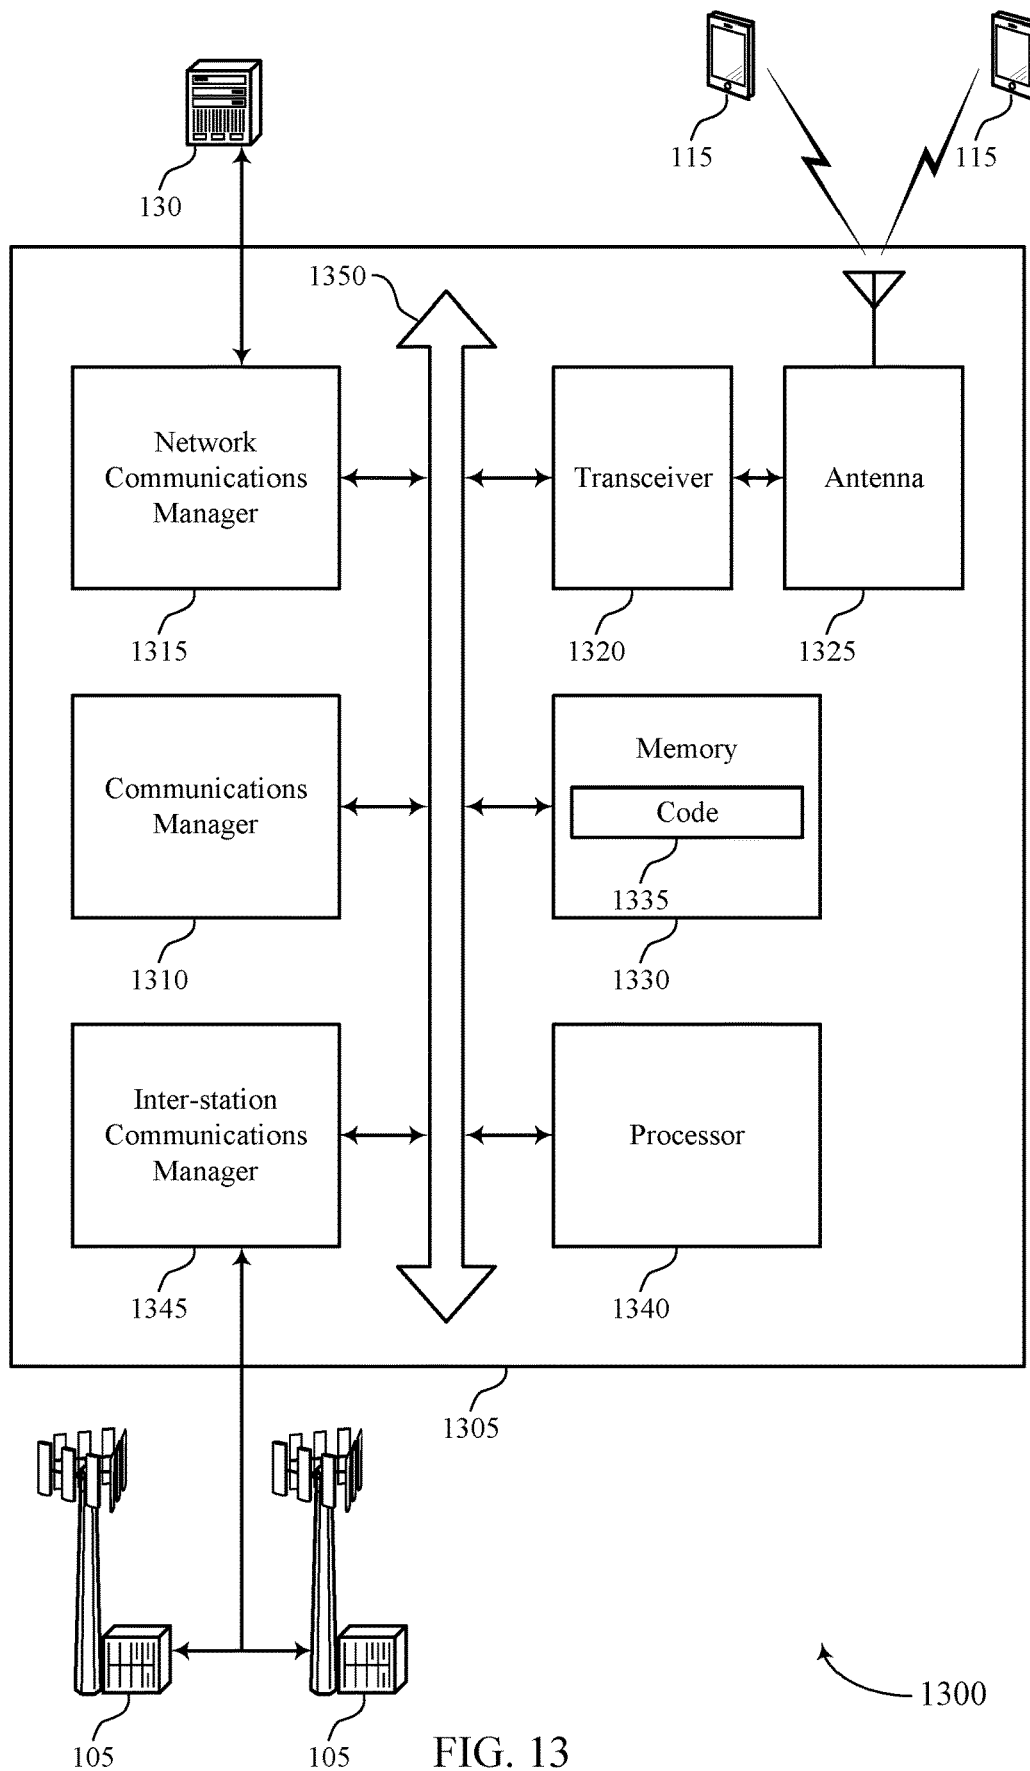 115
115
130
1350
Network
Communications
Manager
Transceiver
Antenna
1315
1320
1325
Communications
Manager
Memory
Code
1335
1310
1330
Inter-station
Communications
Manager
Processor
1345
1340
1305
105
105
1300
FIG. 13